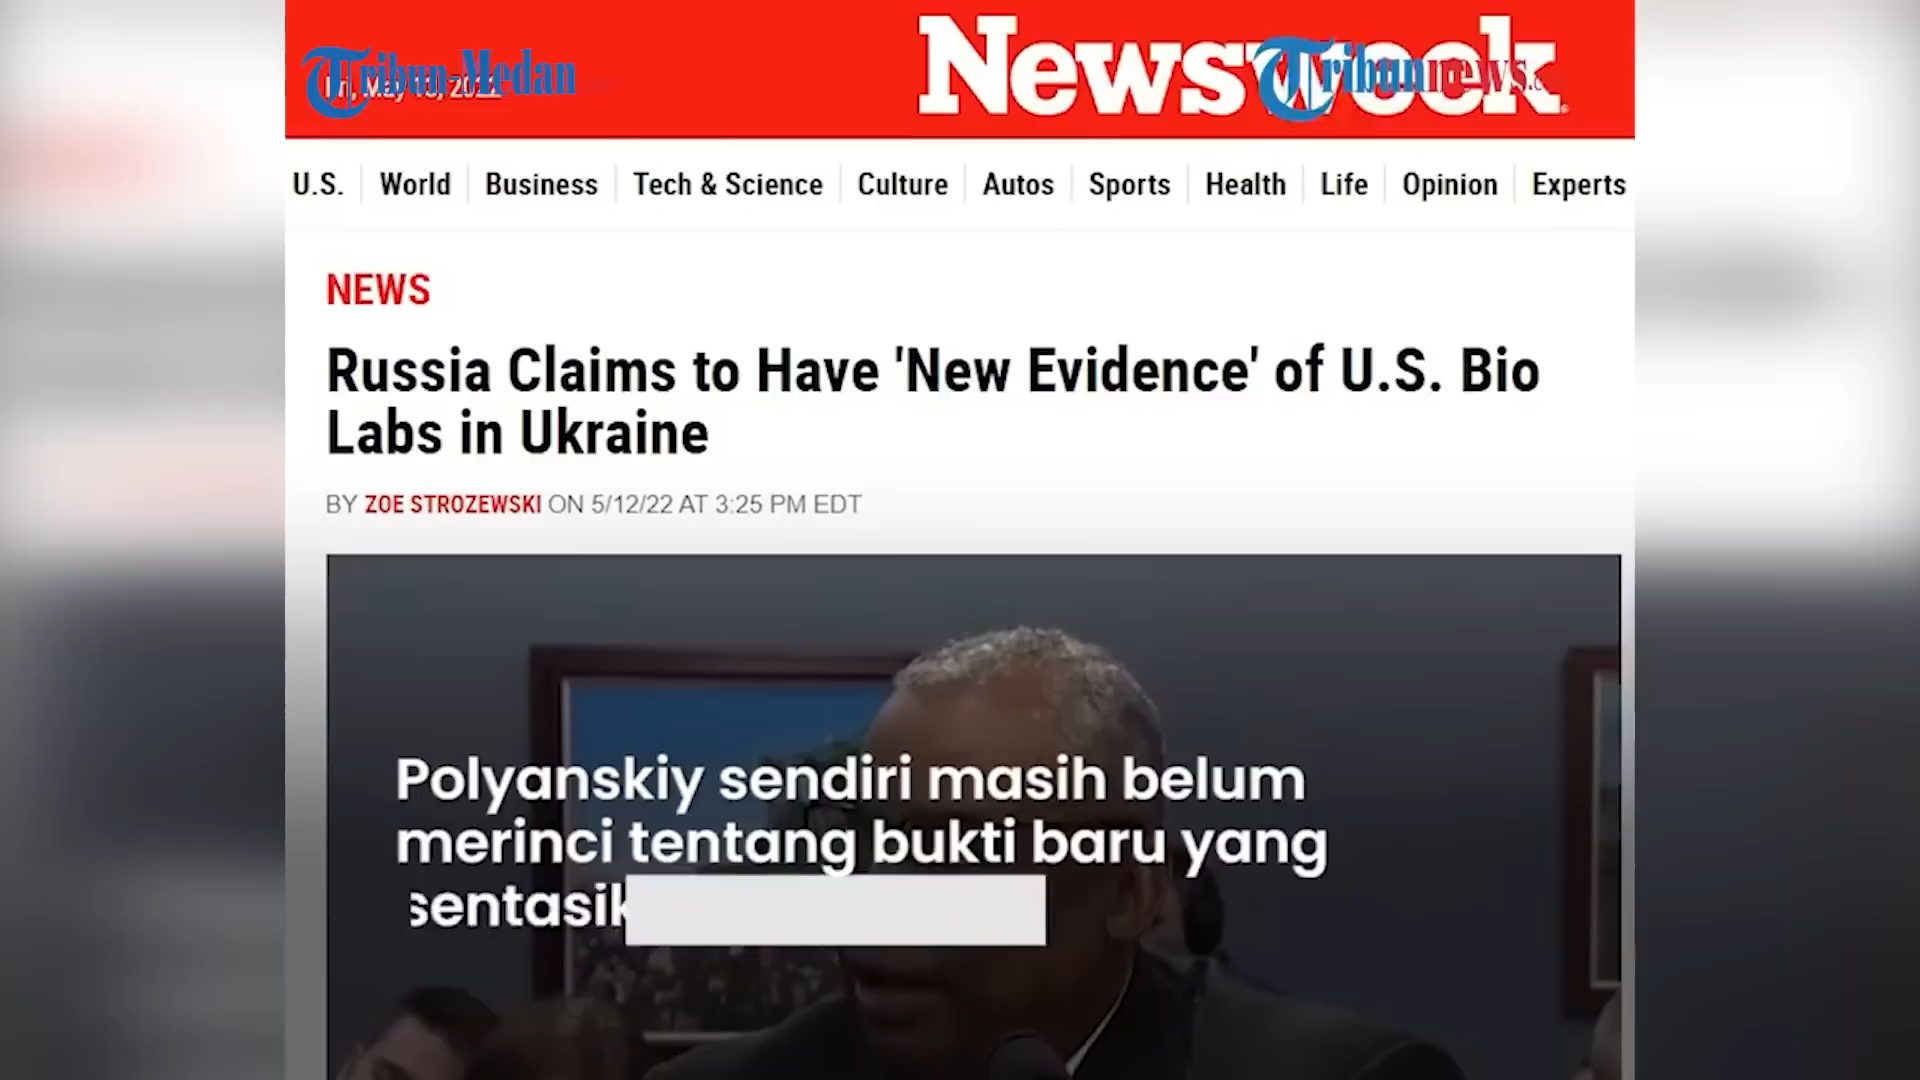 Tribun-Medan
Newsweek
Tribunnews.
U.S. World Business Tech & Science Culture Autos Sports Health Life Opinion Experts
NEWS
Russia Claims to Have 'New Evidence' of U.S. Bio
Labs in Ukraine
BY ZOE STROZEWSKI ON 5/12/22 AT 3:25 PM EDT
Polyanskiy sendiri masih belum
merinci tentang bukti baru yang
sentasik